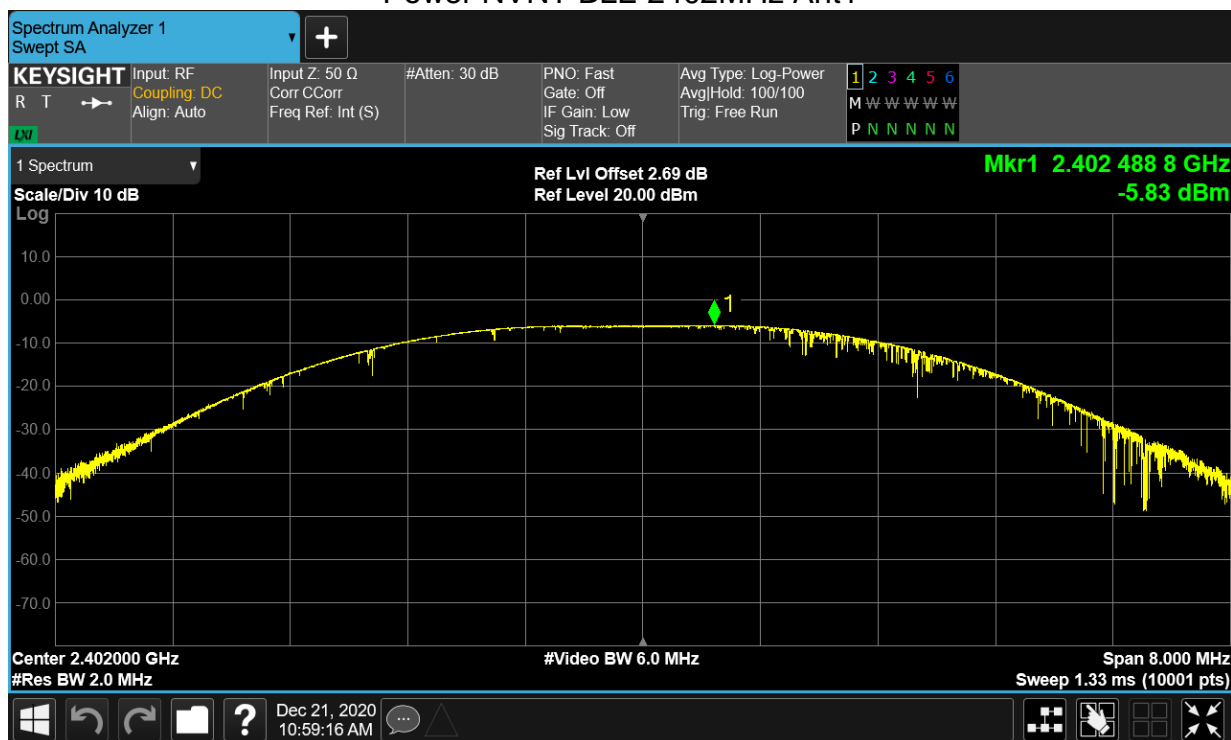 Power NVNT BLE 2402MHz Ant1
Spectrum Analyzer 1
Swept SA
KEYSIGHT
R T
LXI
Input: RF
Coupling: DC
Align: Auto
Input Z: 50 Ω
Corr CCorr
Freq Ref: Int (S)
#Atten: 30 dB
PNO: Fast
Gate: Off
IF Gain: Low
Sig Track: Off
Avg Type: Log-Power
Avg|Hold: 100/100
Trig: Free Run
1 2 3 4 5 6
M W W W W W
P N N N N N
1 Spectrum
Scale/Div 10 dB
Log
Ref Lvl Offset 2.69 dB
Ref Level 20.00 dBm
Mkr1 2.402 488 8 GHz
-5.83 dBm
10.0
0.00
1
-10.0
-20.0
-30.0
-40.0
-50.0
-60.0
-70.0
Center 2.402000 GHz
#Res BW 2.0 MHz
#Video BW 6.0 MHz
Span 8.000 MHz
Sweep 1.33 ms (10001 pts)
?
Dec 21, 2020
10:59:16 AM